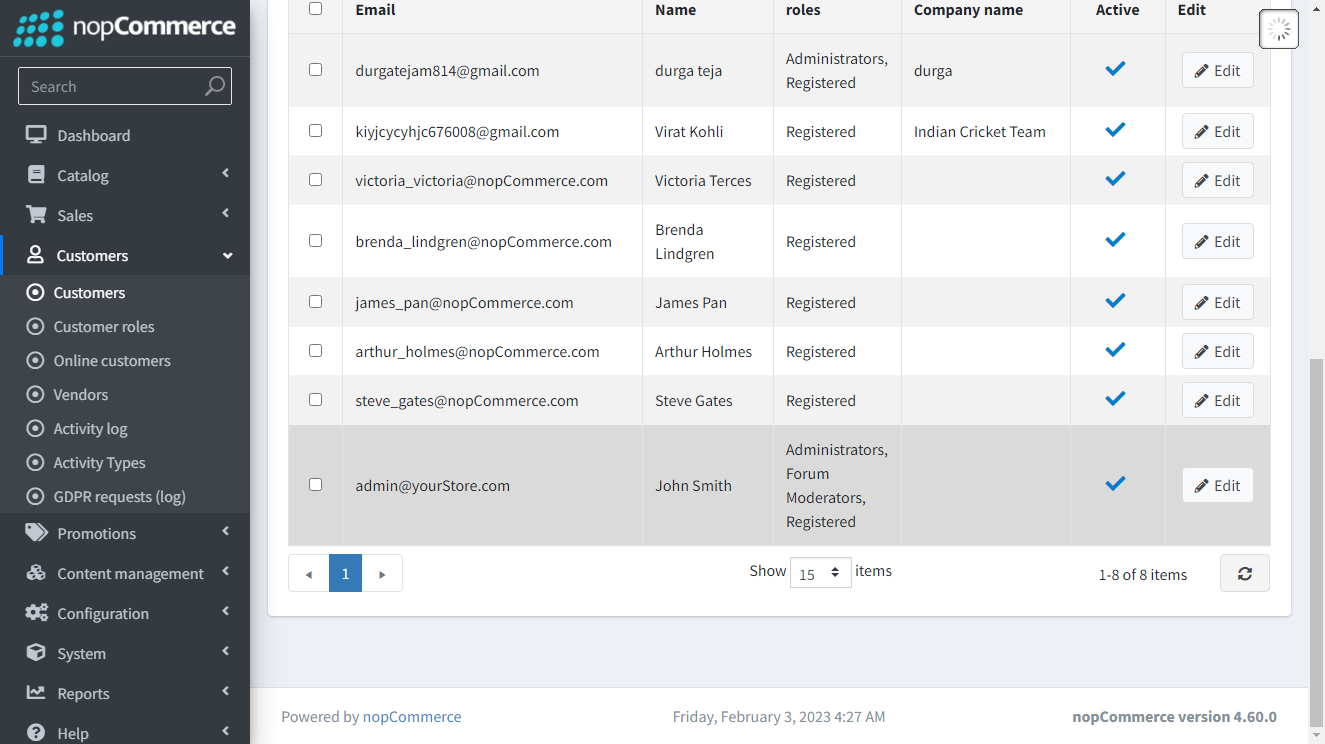 nopCommerce
Search
Dashboard
Catalog
Sales
Customers
Customers
Customer roles
Online customers
Vendors
Activity log
Activity Types
GDPR requests (log)
Promotions
Content management
Configuration
System
Reports
Help
Email Name roles Company name Active Edit
durgatejam814@gmail.com durga teja Administrators, Registered durga Edit
kiyjcycyhjc676008@gmail.com Virat Kohli Registered Indian Cricket Team Edit
victoria_victoria@nopCommerce.com Victoria Terces Registered Edit
brenda_lindgren@nopCommerce.com Brenda Lindgren Registered Edit
james_pan@nopCommerce.com James Pan Registered Edit
arthur_holmes@nopCommerce.com Arthur Holmes Registered Edit
steve_gates@nopCommerce.com Steve Gates Registered Edit
admin@yourStore.com John Smith Administrators, Forum Moderators, Registered Edit
1 Show 15 items 1-8 of 8 items
Powered by nopCommerce Friday, February 3, 2023 4:27 AM nopCommerce version 4.60.0